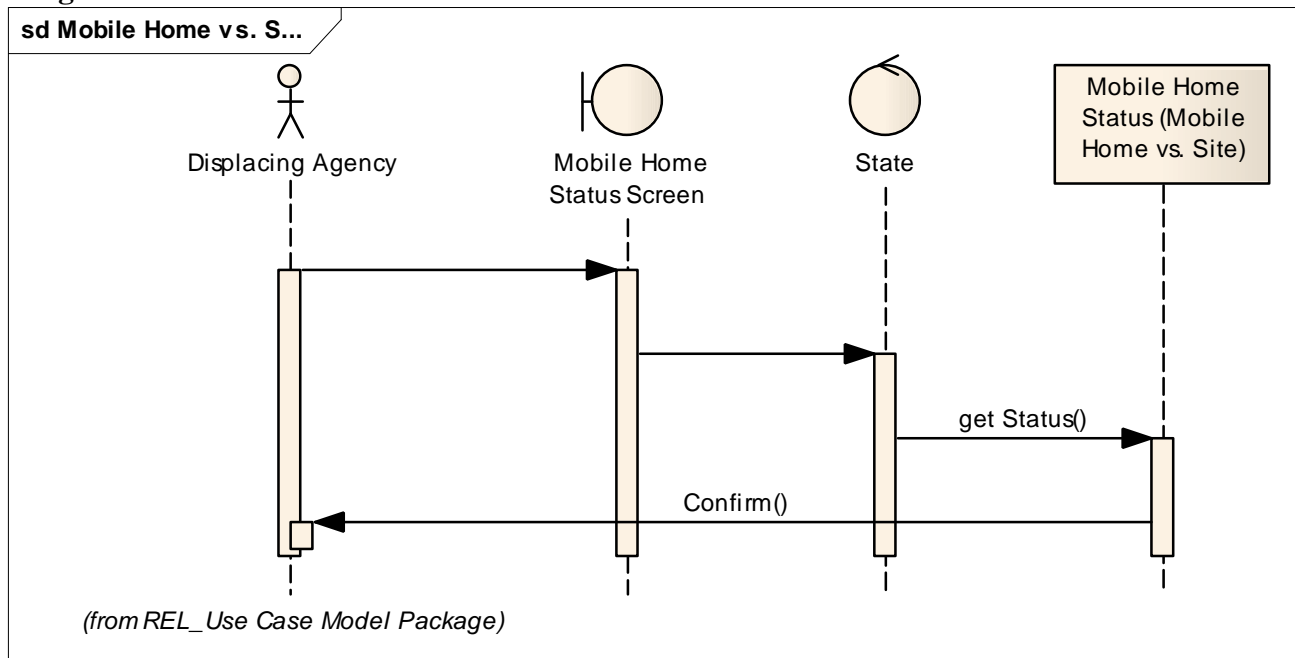 sd Mobile Home vs. S...
Displacing Agency
Mobile Home
Status Screen
State
Mobile Home
Status (Mobile
Home vs. Site)
get Status()
Confirm()
(from REL_Use Case Model Package)